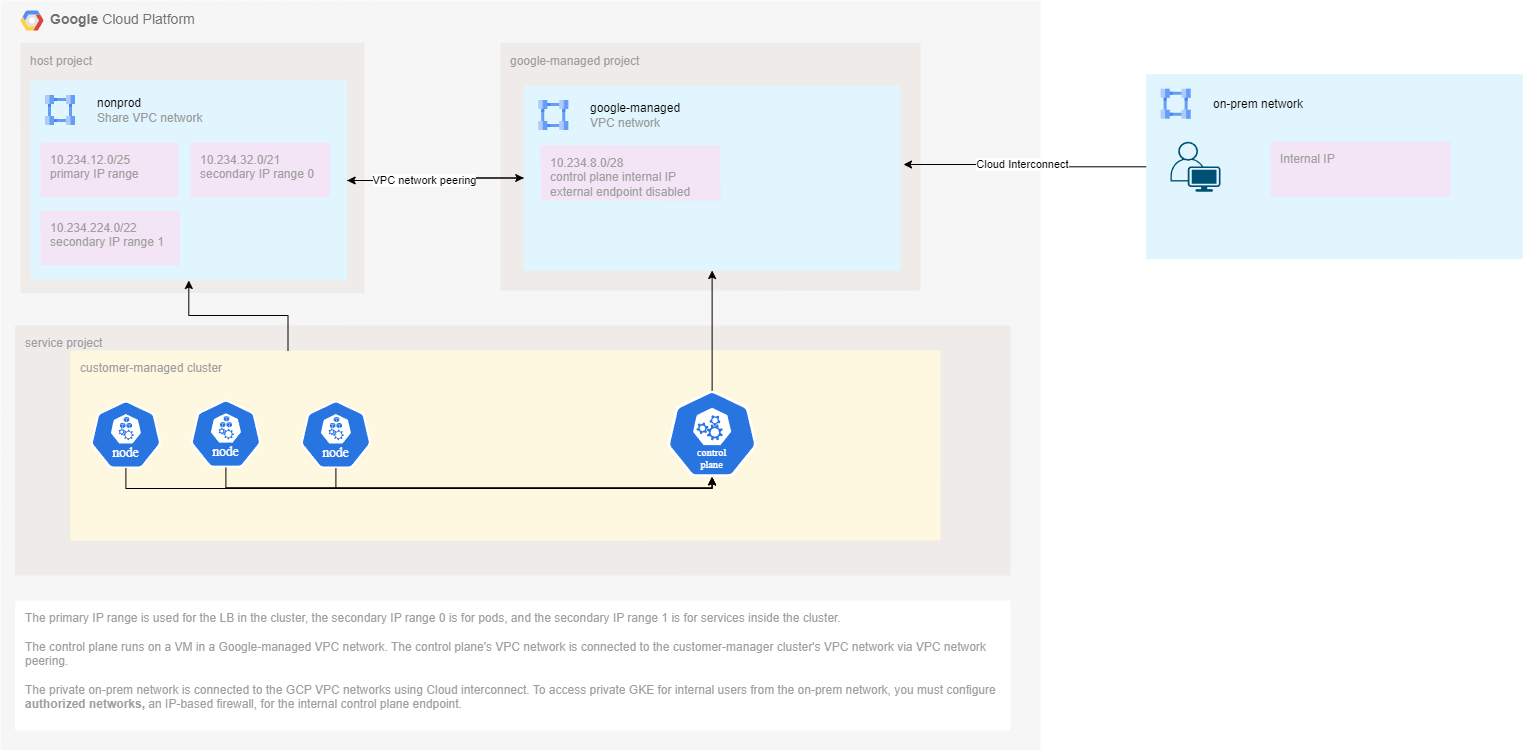 Google Cloud Platform
host project
nonprod
Share VPC network
10.234.12.0/25
primary IP range
10.234.32.0/21
secondary IP range 0
10.234.224.0/22
secondary IP range 1
VPC network peering
google-managed project
google-managed
VPC network
10.234.8.0/28
control plane internal IP
external endpoint disabled
Cloud Interconnect
on-prem network
Internal IP
service project
customer-managed cluster
node
node
node
control
plane
The primary IP range is used for the LB in the cluster, the secondary IP range 0 is for pods, and the secondary IP range 1 is for services inside the cluster.
The control plane runs on a VM in a Google-managed VPC network. The control plane's VPC network is connected to the customer-manager cluster's VPC network via VPC network
peering.
The private on-prem network is connected to the GCP VPC networks using Cloud interconnect. To access private GKE for internal users from the on-prem network, you must configure
authorized networks, an IP-based firewall, for the internal control plane endpoint.